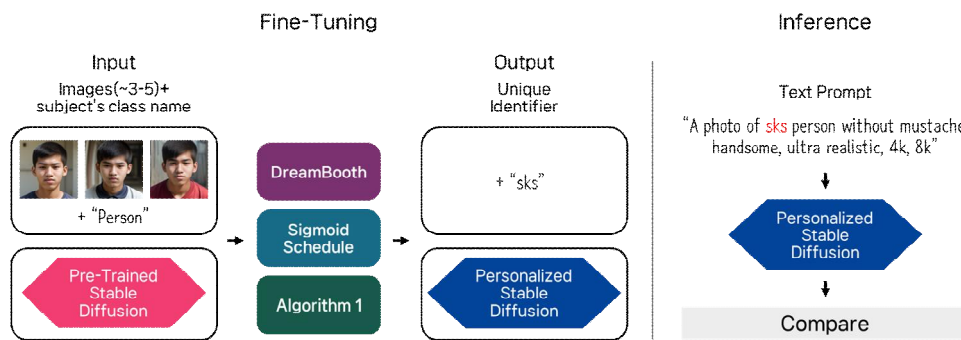 Fine-Tuning
Inference
Input
Images(~3-5)+
subject's class name
+ "Person"
Pre-Trained
Stable
Diffusion
DreamBooth
Sigmoid
Schedule
Algorithm 1
Output
Unique
Identifier
+ "sks"
Personalized
Stable
Diffusion
Text Prompt
"A photo of sks person without mustache
handsome, ultra realistic, 4k, 8k"
Personalized
Stable
Diffusion
Compare